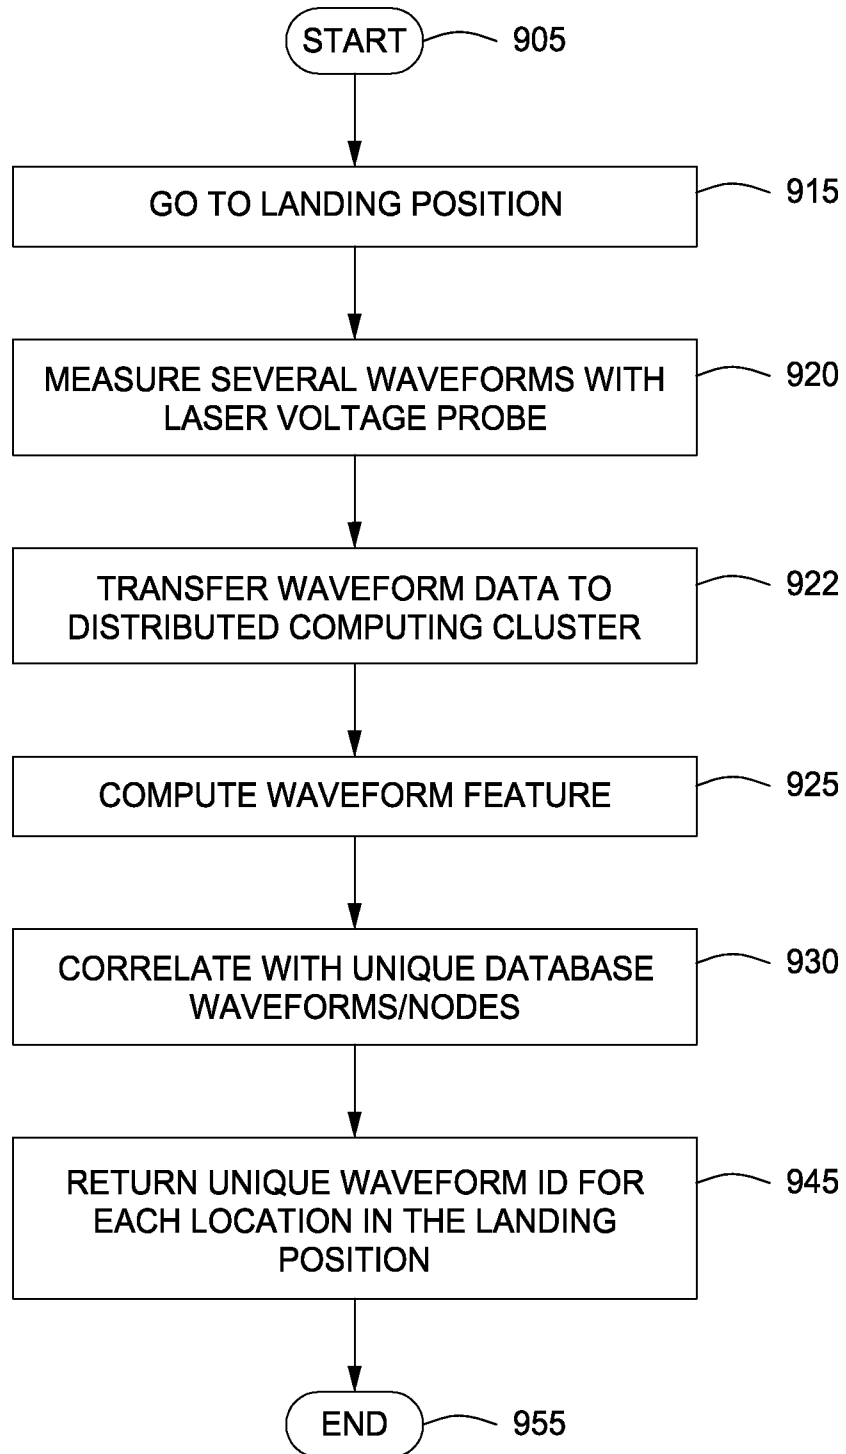 START
905
GO TO LANDING POSITION
915
MEASURE SEVERAL WAVEFORMS WITH
LASER VOLTAGE PROBE
920
TRANSFER WAVEFORM DATA TO
DISTRIBUTED COMPUTING CLUSTER
922
COMPUTE WAVEFORM FEATURE
925
CORRELATE WITH UNIQUE DATABASE
WAVEFORMS/NODES
930
RETURN UNIQUE WAVEFORM ID FOR
EACH LOCATION IN THE LANDING
POSITION
945
END
955